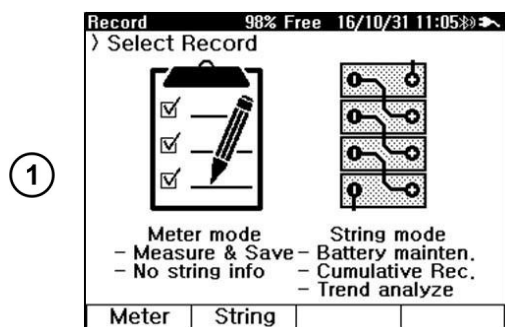 1
Record 98% Free 16/10/31 11:05
〉Select Record
Meter mode
- Measure & Save
- No string info
String mode
- Battery mainten.
- Cumulative Rec.
- Trend analyze
Meter String